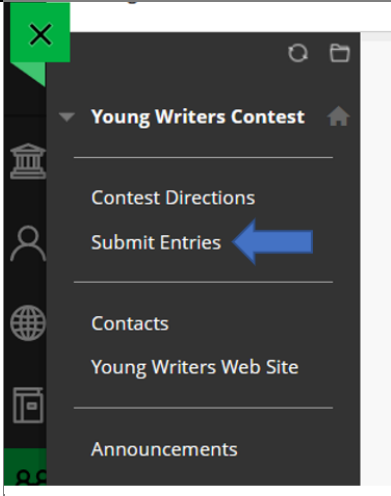 Young Writers Contest
Contest Directions
Submit Entries
Contacts
Young Writers Web Site
Announcements